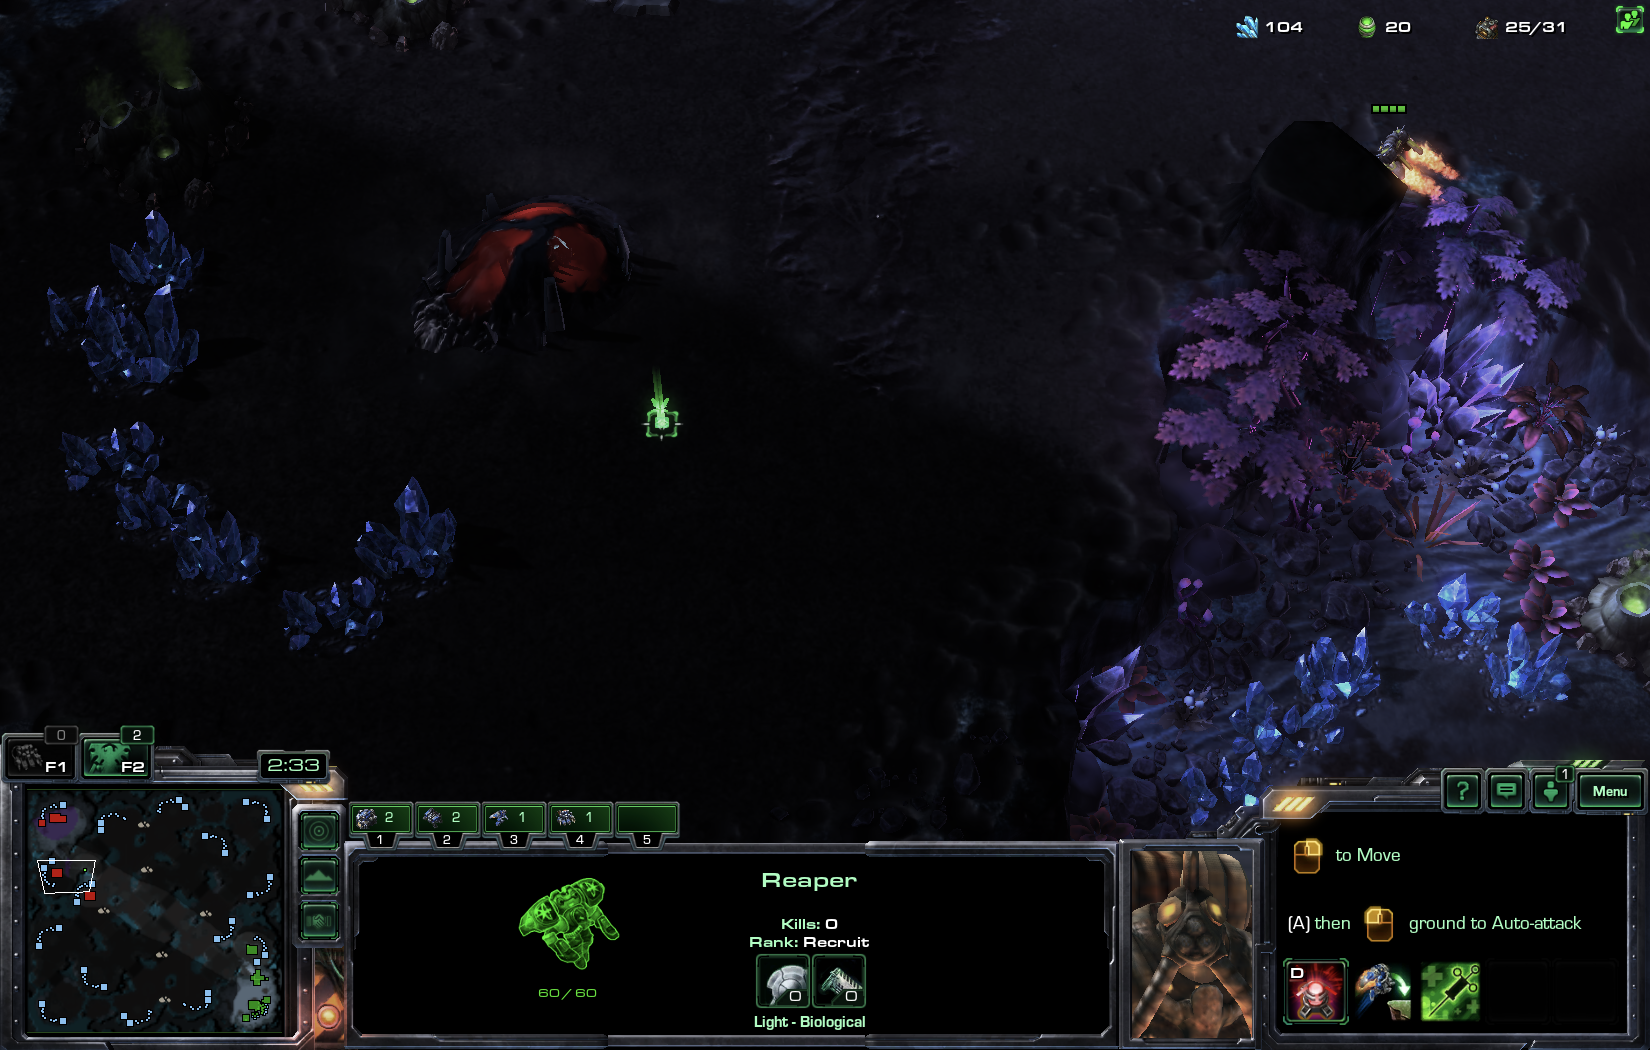 104 20 25/31
0 2
F1 F2
2:33
2 2 1 1
1 2 3 4 5
Reaper
Kills: 0
Rank: Recruit
0 0
60/60
Light - Biological
? 1 Menu
to Move
(A) then ground to Auto-attack
D